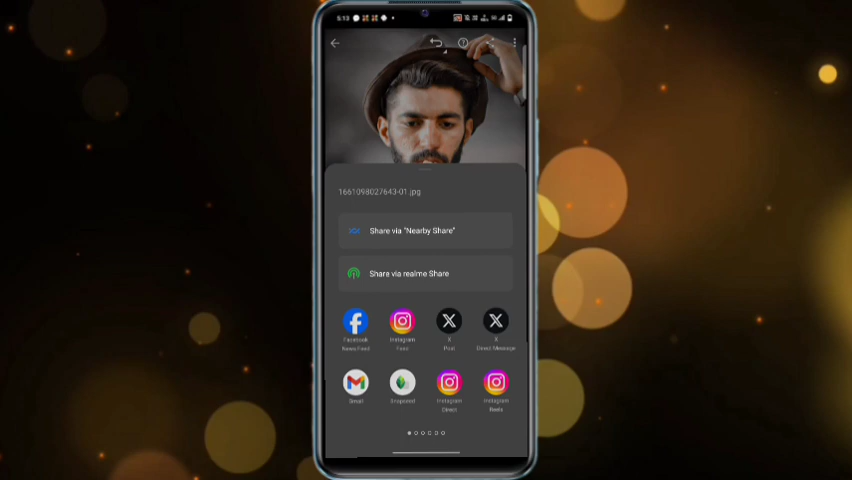 5:13
1661098027643-01.jpg
Share via "Nearby Share"
Share via realme Share
Facebook
News Feed
Instagram
Feed
X
Post
X
Direct Message
Gmail
Snapseed
Instagram
Direct
Instagram
Reels